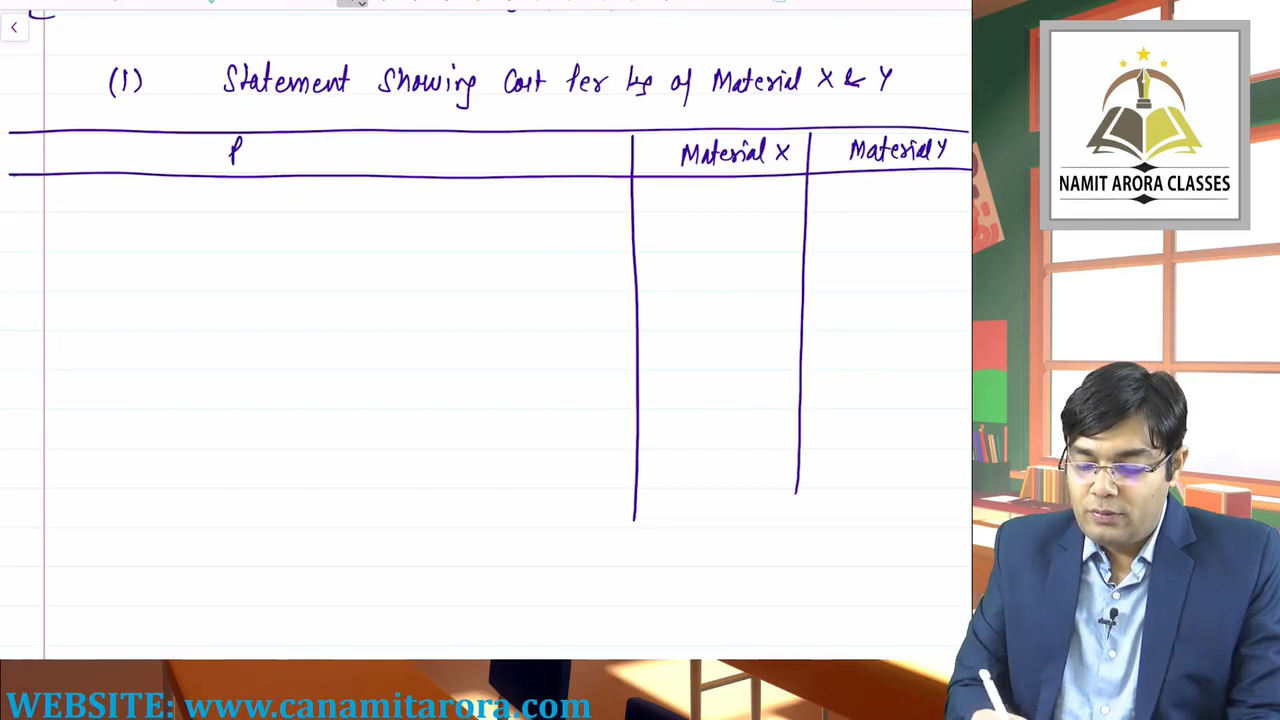 (1) Statement Showing Cost Per kg of Material X & Y
P
Material X
Material Y
NAMIT ARORA CLASSES
WEBSITE: www.canamitarora.com